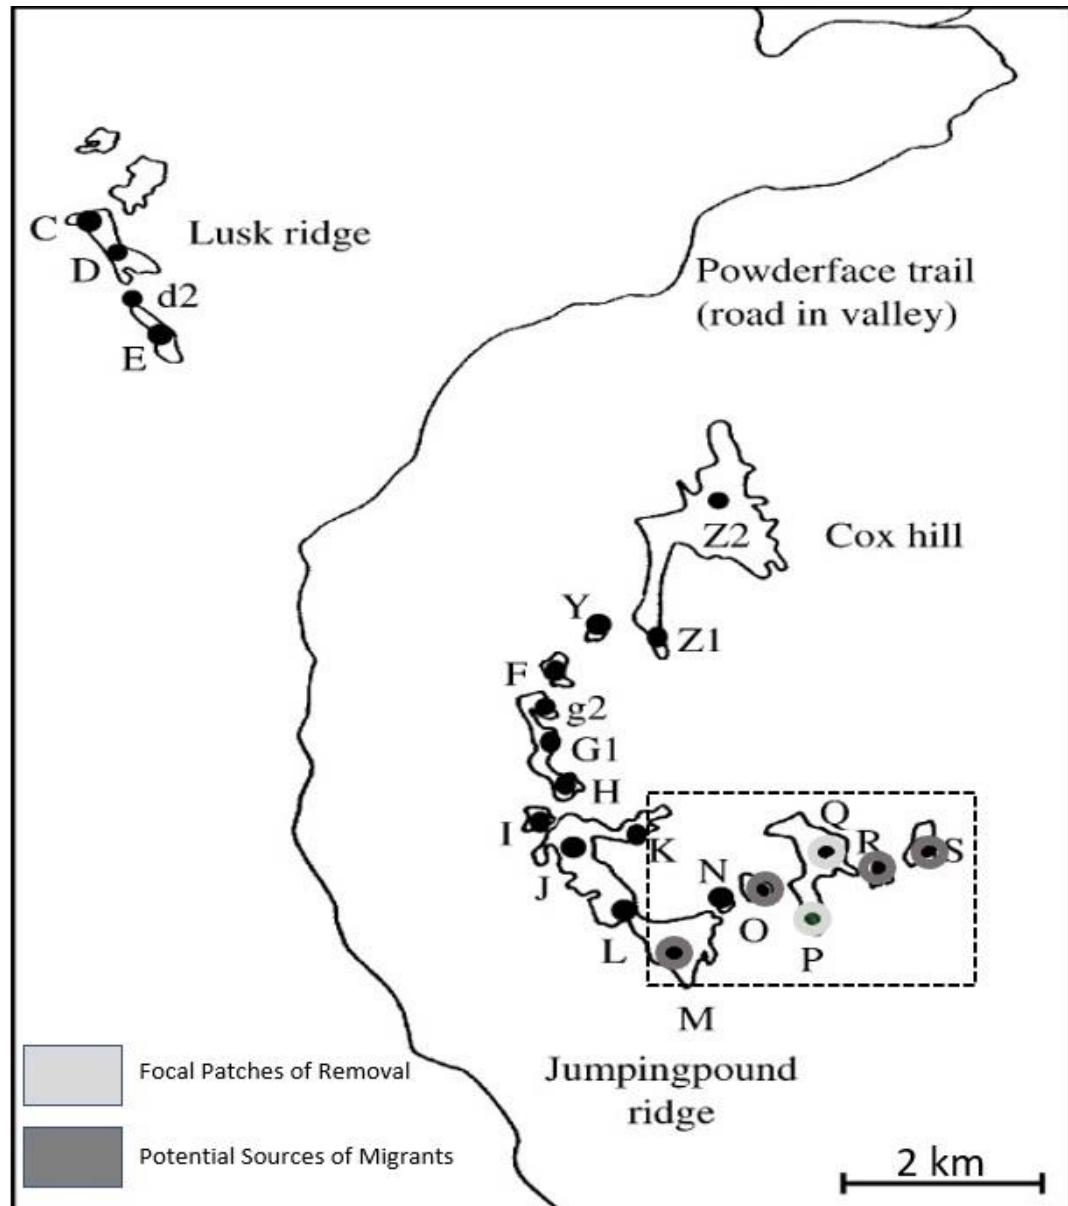 C
Lusk ridge
D
d2
E
Powderface trail
(road in valley)
Z2
Cox hill
Y
Z1
F
g2
G1
H
I
J
K
L
M
N
O
P
Q
R
S
Jumpingpound
ridge
Focal Patches of Removal
Potential Sources of Migrants
2 km